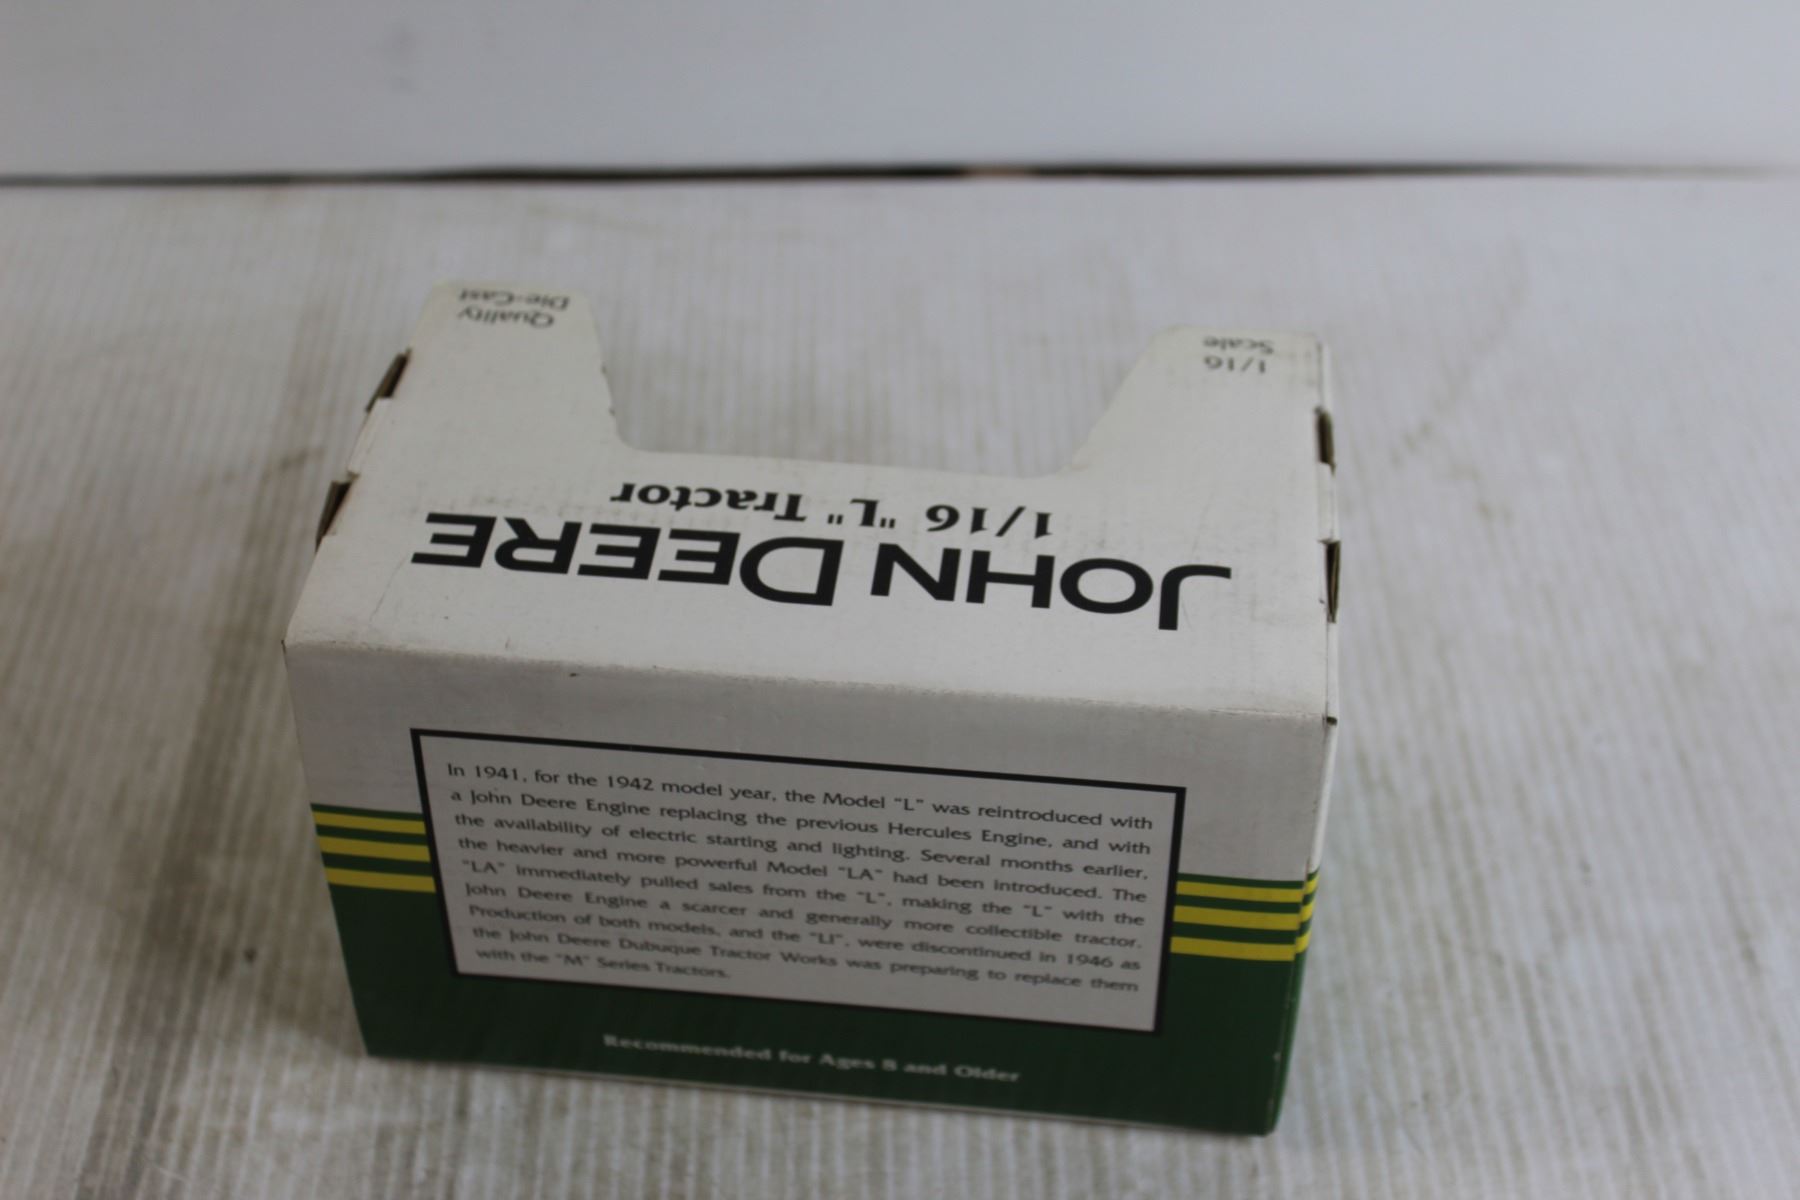 Quality
Die-Cast
1/16
Scale
JOHN DEERE
1/16 "L" Tractor
In 1941, for the 1942 model year, the Model "L" was reintroduced with
a John Deere Engine replacing the previous Hercules Engine, and with
the availability of electric starting and lighting. Several months earlier,
the heavier and more powerful Model "LA" had been introduced. The
"LA" immediately pulled sales from the "L", making the "L" with the
John Deere Engine a scarcer and generally more collectible tractor.
Production of both models, and the "LI", were discontinued in 1946 as
the John Deere Dubuque Tractor Works was preparing to replace them
with the "M" Series Tractors.
Recommended for Ages 8 and Older